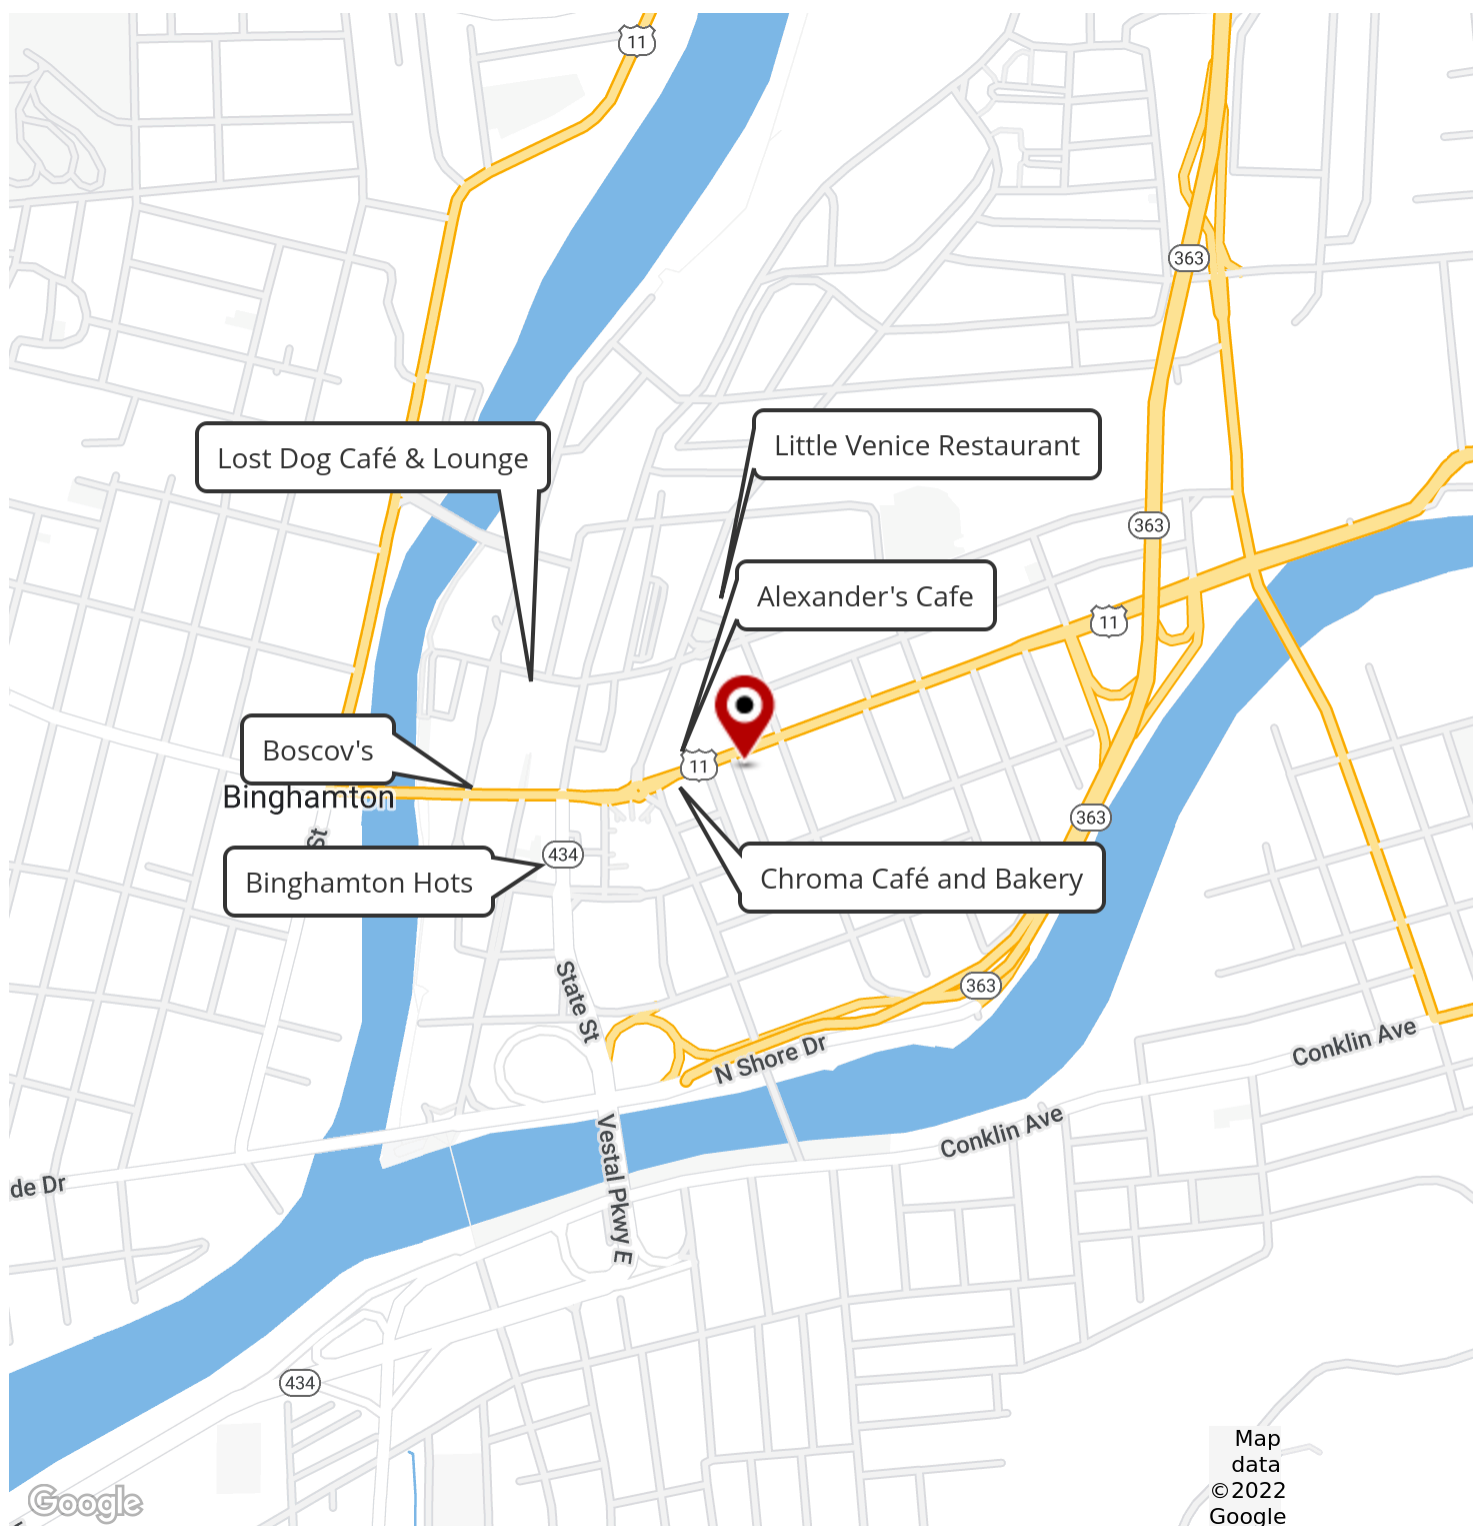 11
363
Little Venice Restaurant
Lost Dog Café & Lounge
363
Alexander's Cafe
11
Boscov's
11
Binghamton
363
St
434
Binghamton Hots
Chroma Café and Bakery
363
State St
N Shore Dr
Conklin Ave
Conklin Ave
Vestal Pkwy E
de Dr
434
Map
data
©2022
Google
Google